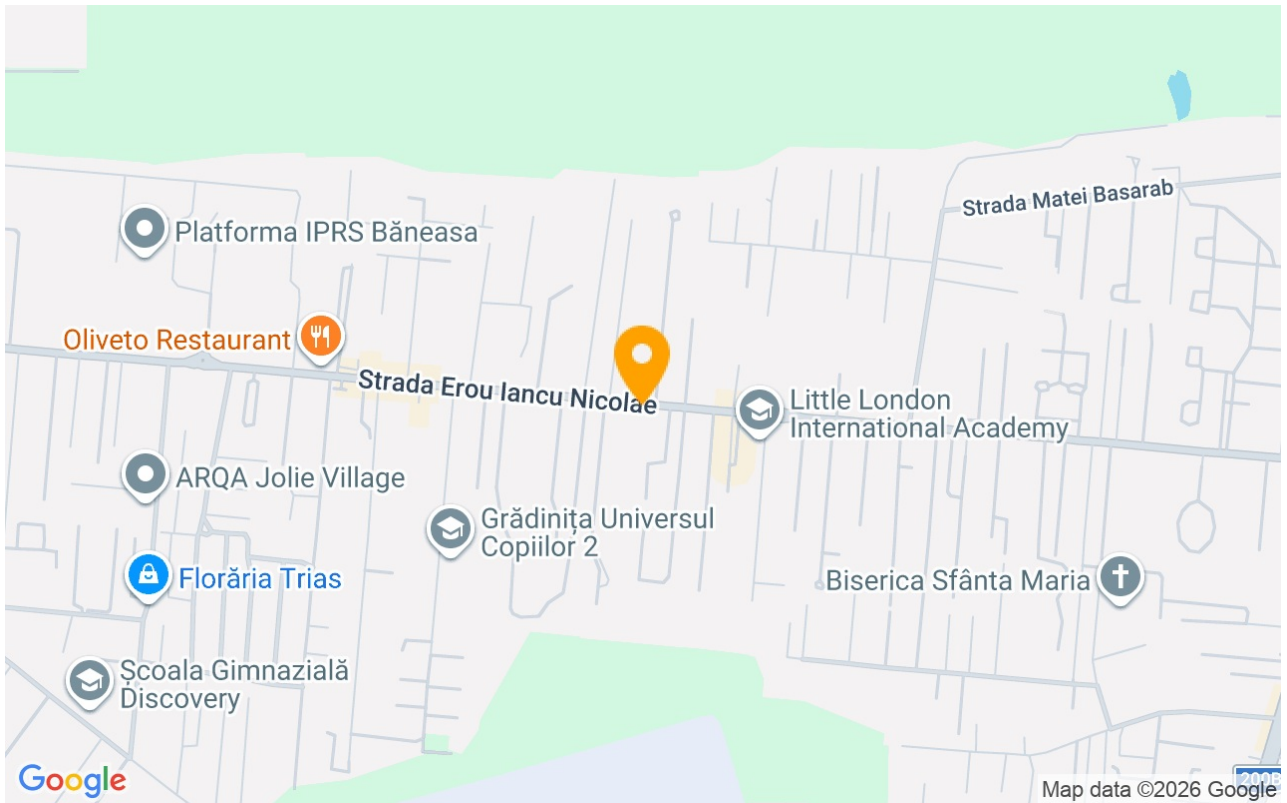 Strada Matei Basarab
Platforma IPRS Băneasa
Oliveto Restaurant
Strada Erou Iancu Nicolae
Little London
International Academy
ARQA Jolie Village
Grădinița Universul
Copiilor 2
Florăria Trias
Biserica Sfânta Maria
Școala Gimnazială
Discovery
Google
200B
Map data ©2026 Google